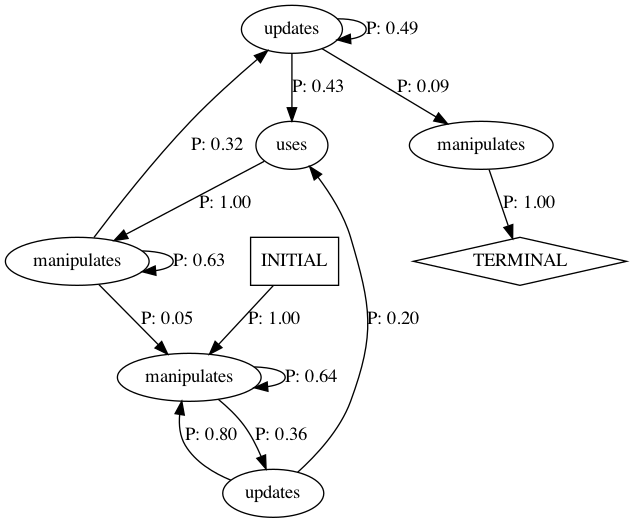 updates
P: 0.49
P: 0.43
P: 0.09
P: 0.32
uses
manipulates
P: 1.00
P: 1.00
manipulates
P: 0.63
INITIAL
TERMINAL
P: 0.05
P: 1.00
P: 0.20
manipulates
P: 0.64
P: 0.80
P: 0.36
updates